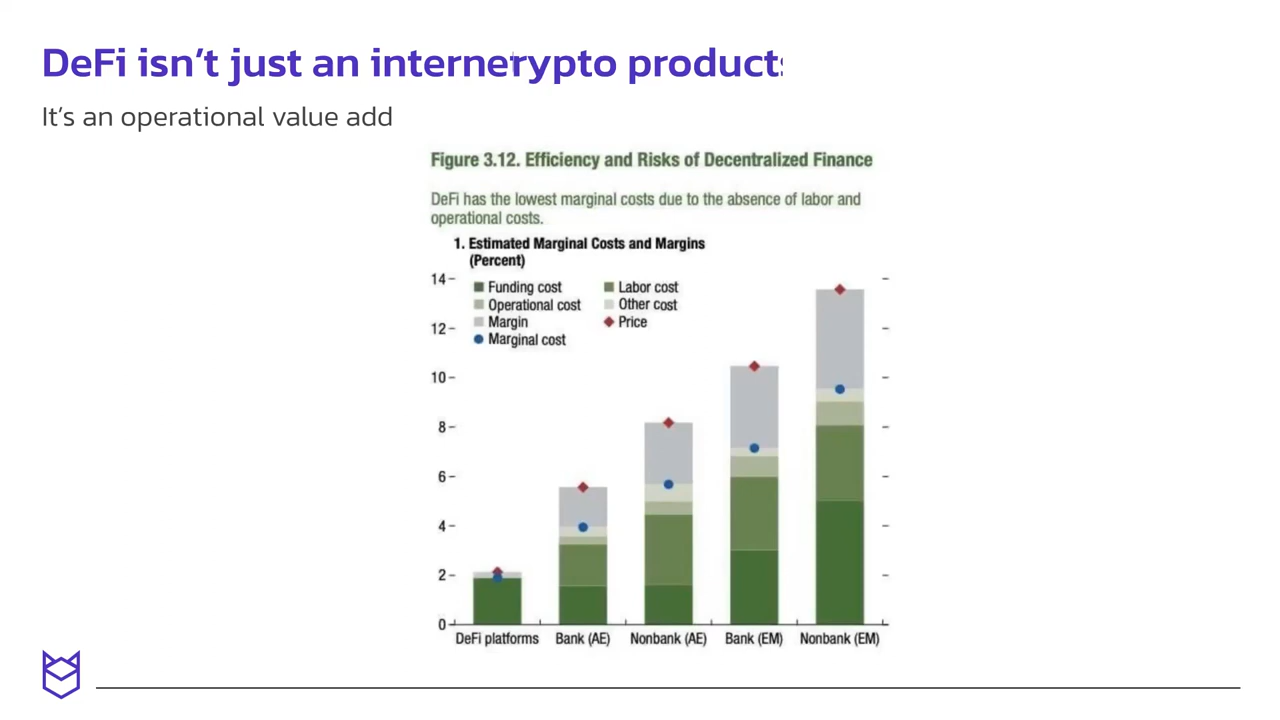 DeFi isn't just an internerypto products
It's an operational value add
Figure 3.12. Efficiency and Risks of Decentralized Finance
DeFi has the lowest marginal costs due to the absence of labor and
operational costs.
1. Estimated Marginal Costs and Margins
(Percent)
Funding cost
Labor cost
Operational cost
Other cost
Margin
Price
Marginal cost
14
12
10
8
6
4
2
0
DeFi platforms
Bank (AE)
Nonbank (AE)
Bank (EM)
Nonbank (EM)